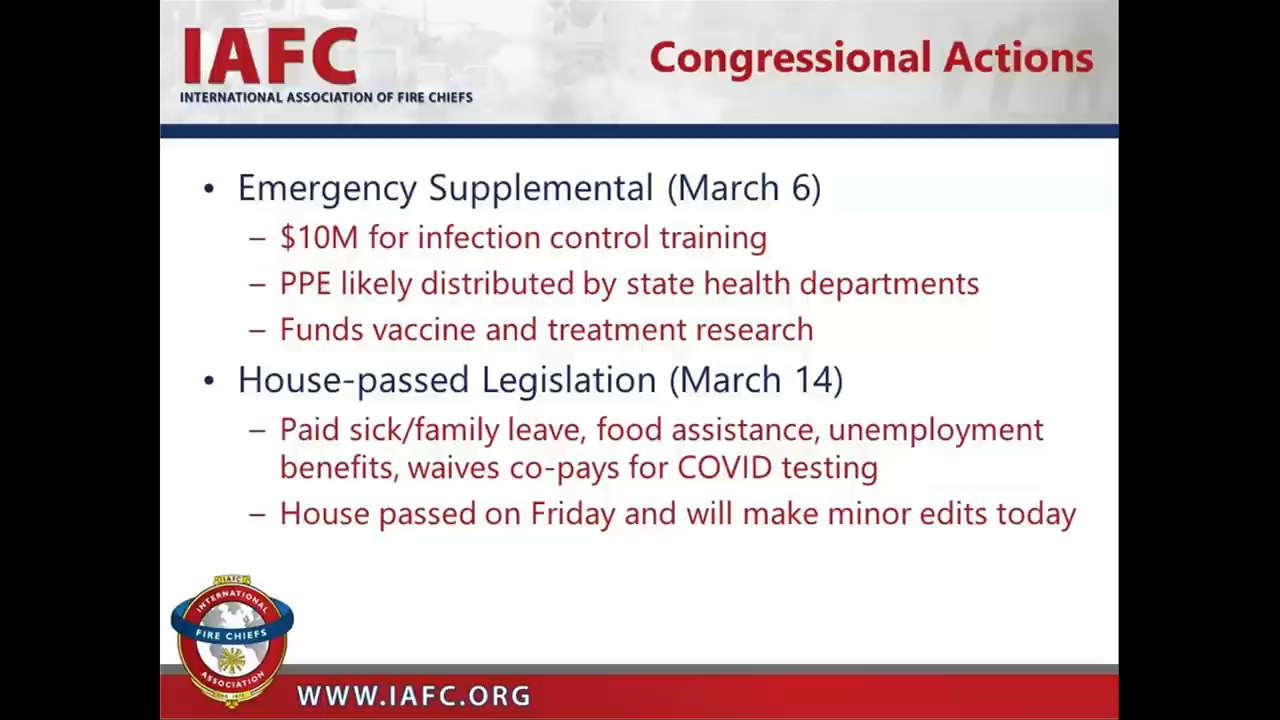 IAFC
INTERNATIONAL ASSOCIATION OF FIRE CHIEFS
Congressional Actions
• Emergency Supplemental (March 6)
– $10M for infection control training
– PPE likely distributed by state health departments
– Funds vaccine and treatment research
• House-passed Legislation (March 14)
– Paid sick/family leave, food assistance, unemployment
benefits, waives co-pays for COVID testing
– House passed on Friday and will make minor edits today
IAFC
INTERNATIONAL
FIRE CHIEFS
ASSOCIATION
WWW.IAFC.ORG